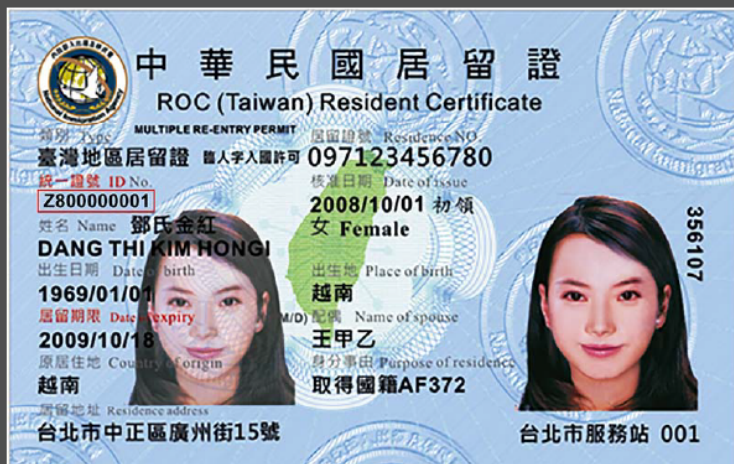 中華民國居留證
ROC (Taiwan) Resident Certificate
MULTIPLE RE-ENTRY PERMIT
類別 Type 居留證號 Residence NO.
臺灣地區居留證 暨入字入國許可 097123456780
統一證號 ID No. 核准日期 Date of issue
Z800000001 2008/10/01 初領
姓名 Name 鄧氏金紅 女 Female
DANG THI KIM HONGI
出生日期 Date of birth 出生地 Place of birth
1969/01/01 越南
居留期限 Date expiry M/D) 配偶 Name of spouse
2009/10/18 王甲乙
原居住地 Country of origin 身分事由 Purpose of residence
越南 取得國籍AF372
居留地址 Residence address
台北市中正區廣州街15號 台北市服務站 001
356107